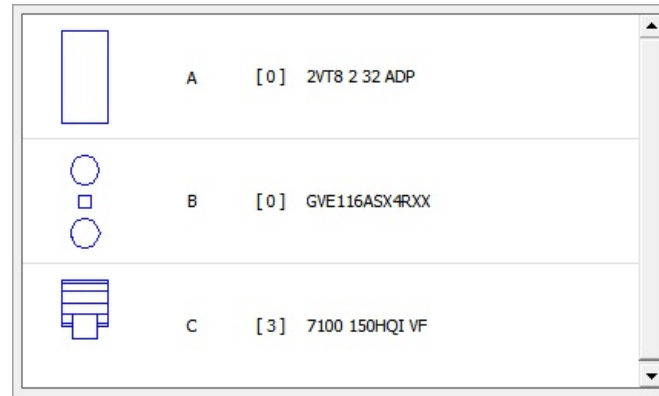 A [0] 2VT8 2 32 ADP
B [0] GVE116ASX4RXX
C [3] 7100 150HQI VF